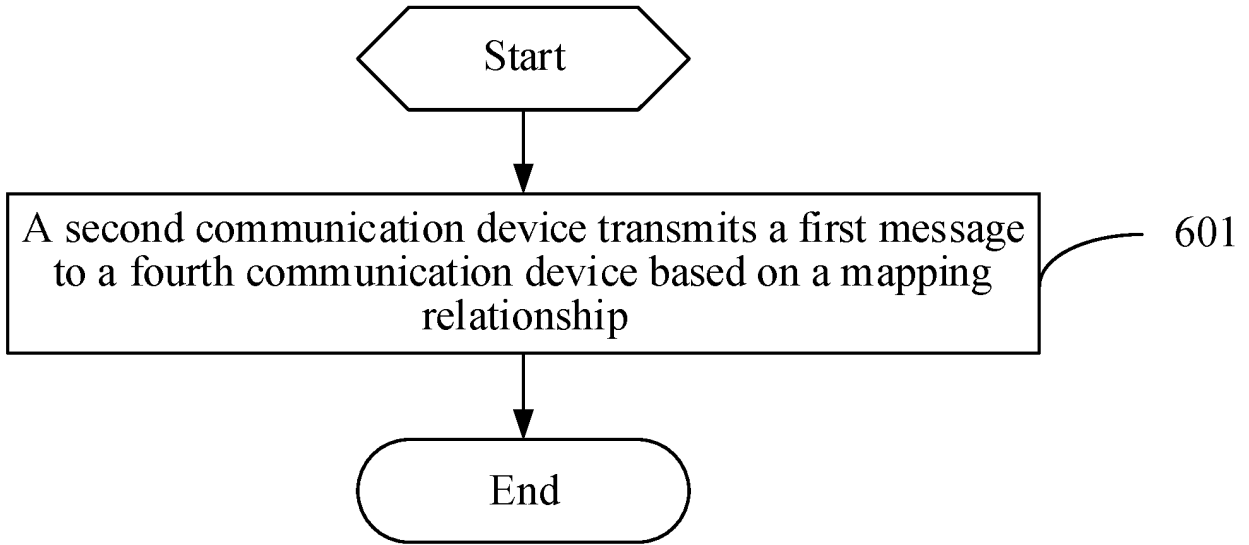 Start
A second communication device transmits a first message
to a fourth communication device based on a mapping
relationship
601
End